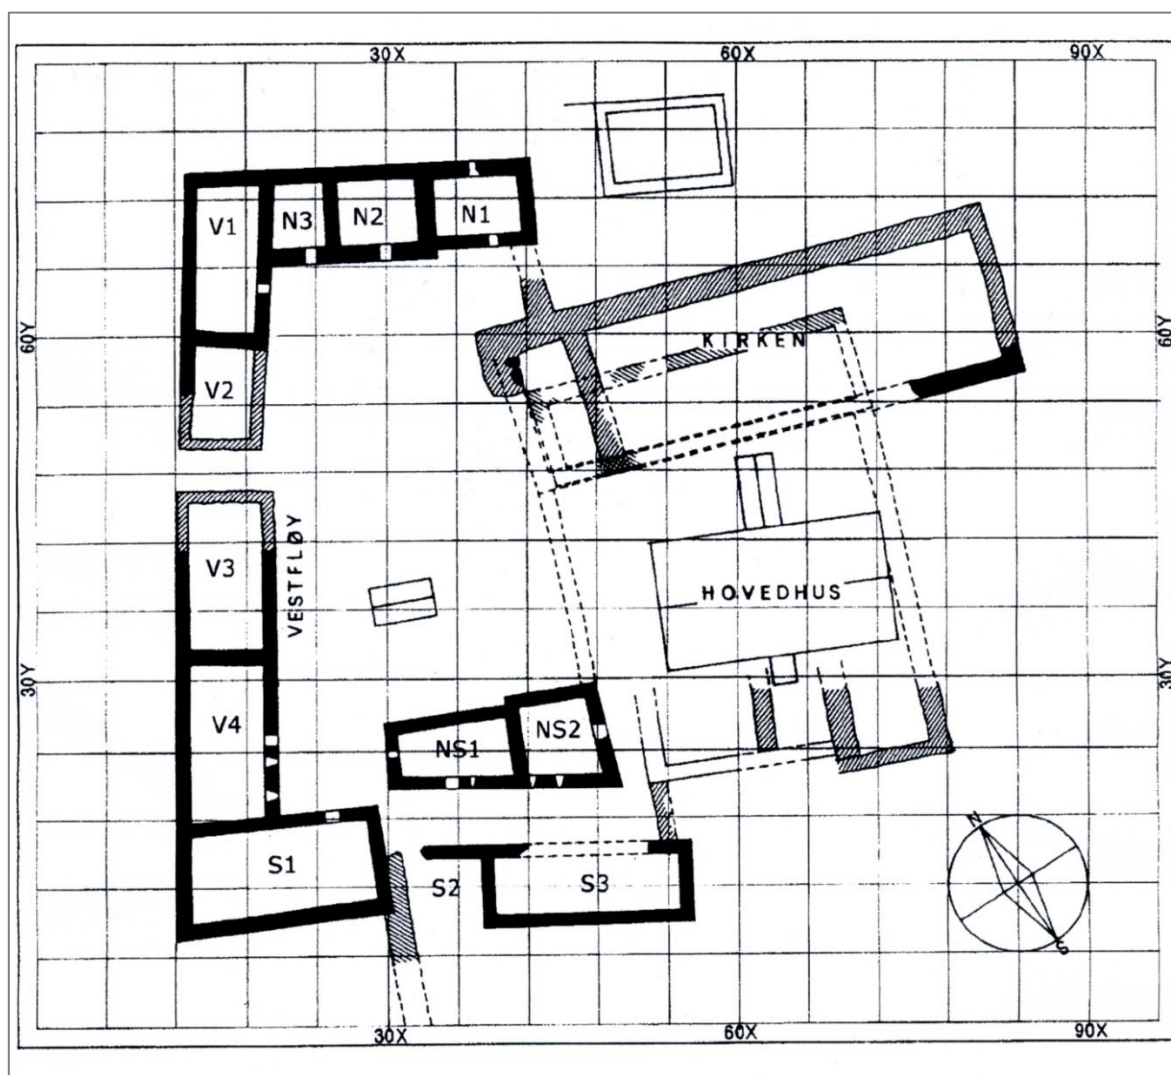 30X 60X 90X
V1 N3 N2 N1
60Y KIRKEN 60Y
V2
VESTFLØY
V3
HOVEDHUS
30Y 30Y
V4 NS1 NS2
N
S1 S2 S3
S
30X 60X 90X